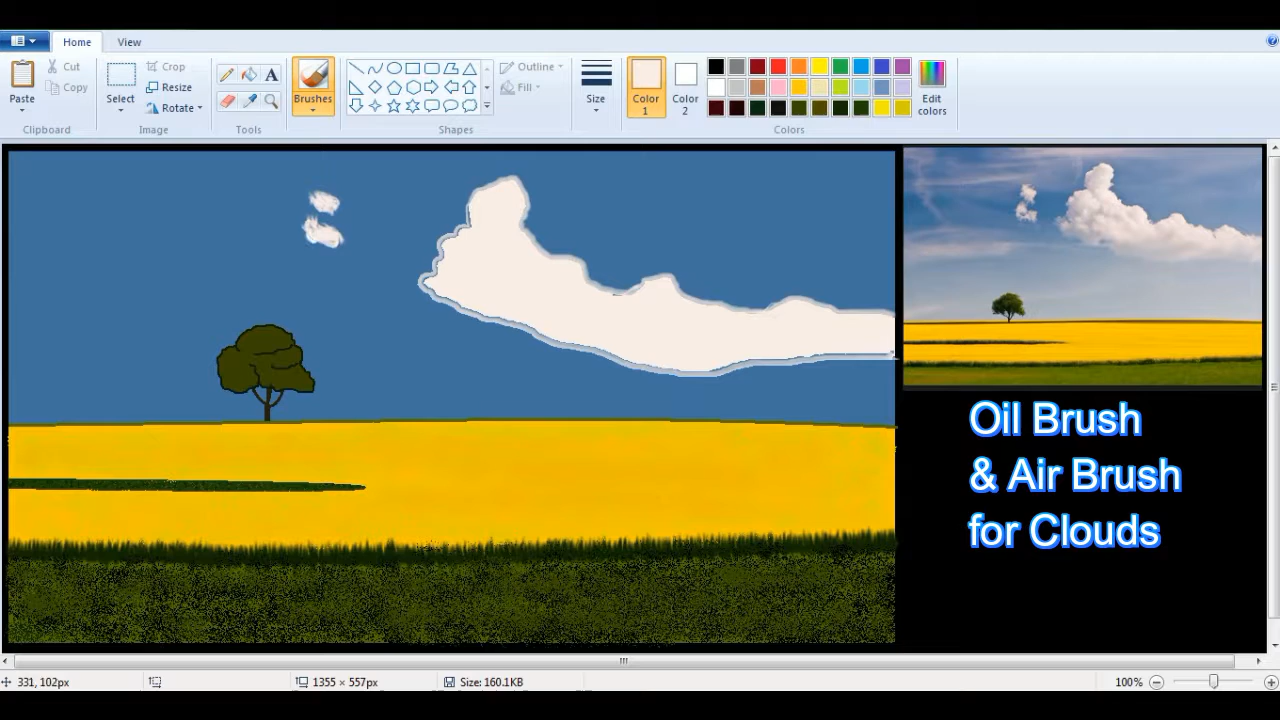 Home View
Paste
Cut
Copy
Clipboard
Select
Crop
Resize
Rotate
Image
A
Tools
Brushes
Outline
Fill
Shapes
Size
Color
1
Color
2
Edit
colors
Colors
Oil Brush
& Air Brush
for Clouds
331, 102px
1355 × 557px
Size: 160.1KB
100%